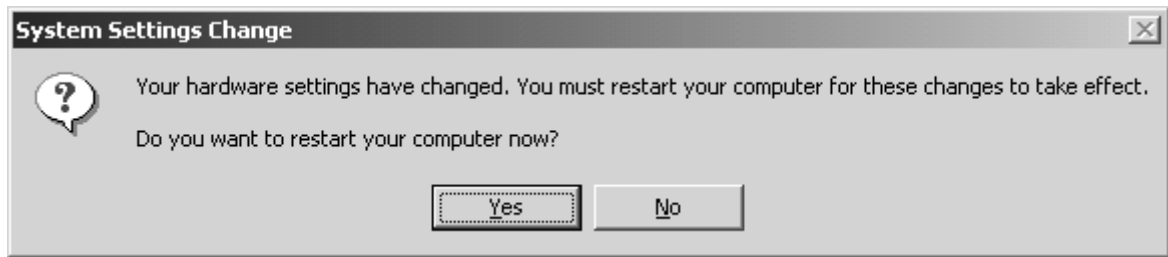 System Settings Change
Your hardware settings have changed. You must restart your computer for these changes to take effect.
Do you want to restart your computer now?
Yes No